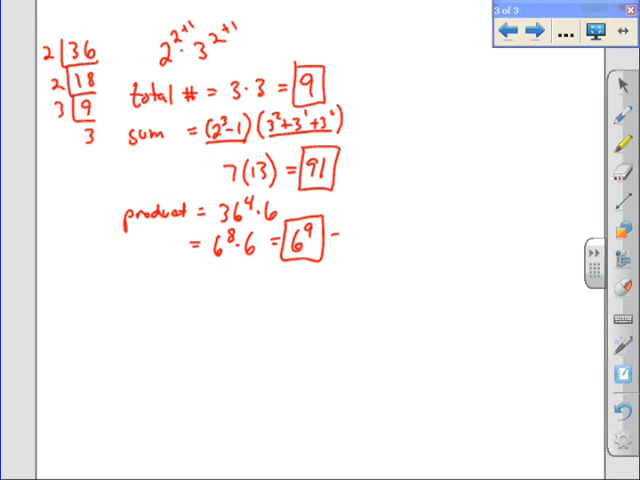 3 of 3
2 | 36
2 | 18
3 | 9
3
2^(2+1) · 3^(2+1)
total # = 3 · 3 = 9
sum = (2^3 - 1) (3^2 + 3^1 + 3^0)
7(13) = 91
product = 36^4 · 6
= 6^8 · 6 = 6^9 -